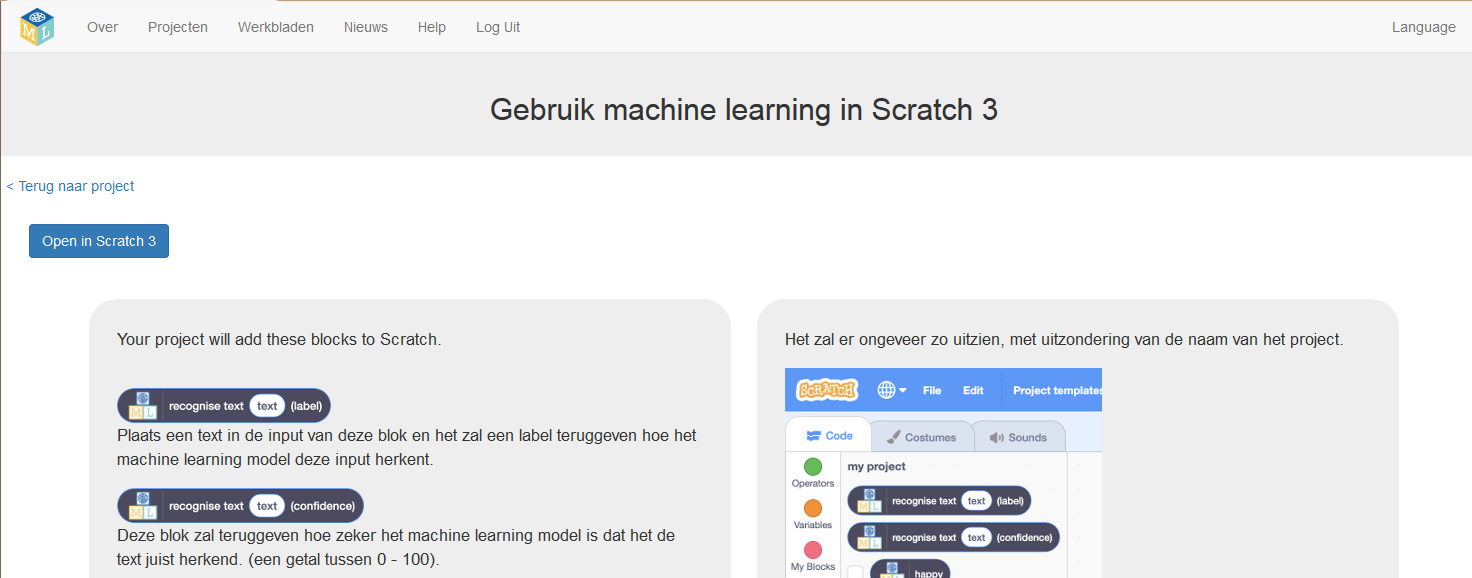 ML
Over Projecten Werkbladen Nieuws Help Log Uit Language
Gebruik machine learning in Scratch 3
< Terug naar project
Open in Scratch 3
Your project will add these blocks to Scratch.
ML recognise text text (label)
Plaats een text in de input van deze blok en het zal een label teruggeven hoe het
machine learning model deze input herkent.
ML recognise text text (confidence)
Deze blok zal teruggeven hoe zeker het machine learning model is dat het de
text juist herkend. (een getal tussen 0 - 100).
Het zal er ongeveer zo uitzien, met uitzondering van de naam van het project.
SCRATCH File Edit Project templates
Code Costumes Sounds
my project
Operators
ML recognise text text (label)
Variables
ML recognise text text (confidence)
My Blocks
happy